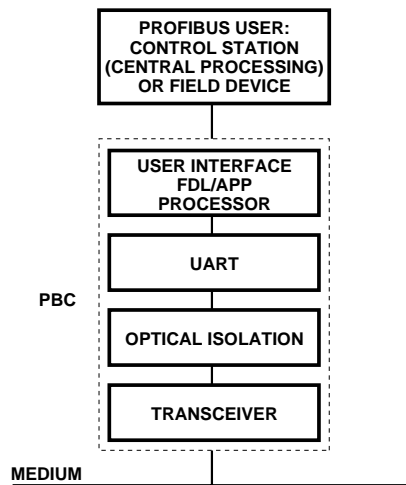 PROFIBUS USER:
CONTROL STATION
(CENTRAL PROCESSING)
OR FIELD DEVICE
USER INTERFACE
FDL/APP
PROCESSOR
UART
PBC
OPTICAL ISOLATION
TRANSCEIVER
MEDIUM